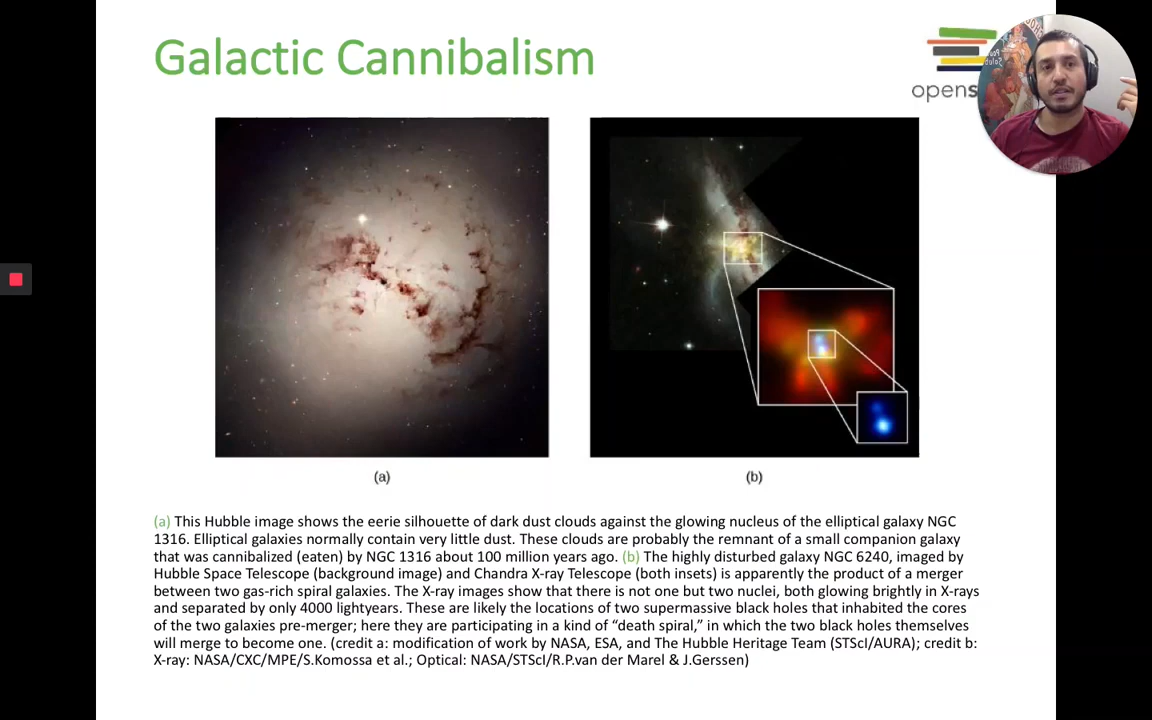 Galactic Cannibalism
opens
(a)
(b)
(a) This Hubble image shows the eerie silhouette of dark dust clouds against the glowing nucleus of the elliptical galaxy NGC
1316. Elliptical galaxies normally contain very little dust. These clouds are probably the remnant of a small companion galaxy
that was cannibalized (eaten) by NGC 1316 about 100 million years ago. (b) The highly disturbed galaxy NGC 6240, imaged by
Hubble Space Telescope (background image) and Chandra X-ray Telescope (both insets) is apparently the product of a merger
between two gas-rich spiral galaxies. The X-ray images show that there is not one but two nuclei, both glowing brightly in X-rays
and separated by only 4000 lightyears. These are likely the locations of two supermassive black holes that inhabited the cores
of the two galaxies pre-merger; here they are participating in a kind of “death spiral,” in which the two black holes themselves
will merge to become one. (credit a: modification of work by NASA, ESA, and The Hubble Heritage Team (STScI/AURA); credit b:
X-ray: NASA/CXC/MPE/S.Komossa et al.; Optical: NASA/STScI/R.P.van der Marel & J.Gerssen)